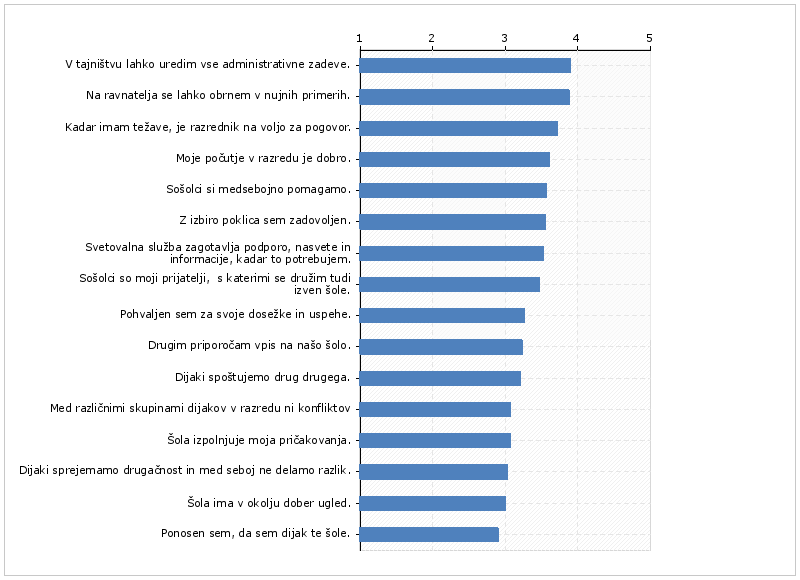 1 2 3 4 5
V tajništvu lahko uredim vse administrativne zadeve.
Na ravnatelja se lahko obrnem v nujnih primerih.
Kadar imam težave, je razrednik na voljo za pogovor.
Moje počutje v razredu je dobro.
Sošolci si medsebojno pomagamo.
Z izbiro poklica sem zadovoljen.
Svetovalna služba zagotavlja podporo, nasvete in
informacije, kadar to potrebujem.
Sošolci so moji prijatelji,  s katerimi se družim tudi
izven šole.
Pohvaljen sem za svoje dosežke in uspehe.
Drugim priporočam vpis na našo šolo.
Dijaki spoštujemo drug drugega.
Med različnimi skupinami dijakov v razredu ni konfliktov
Šola izpolnjuje moja pričakovanja.
Dijaki sprejemamo drugačnost in med seboj ne delamo razlik.
Šola ima v okolju dober ugled.
Ponosen sem, da sem dijak te šole.